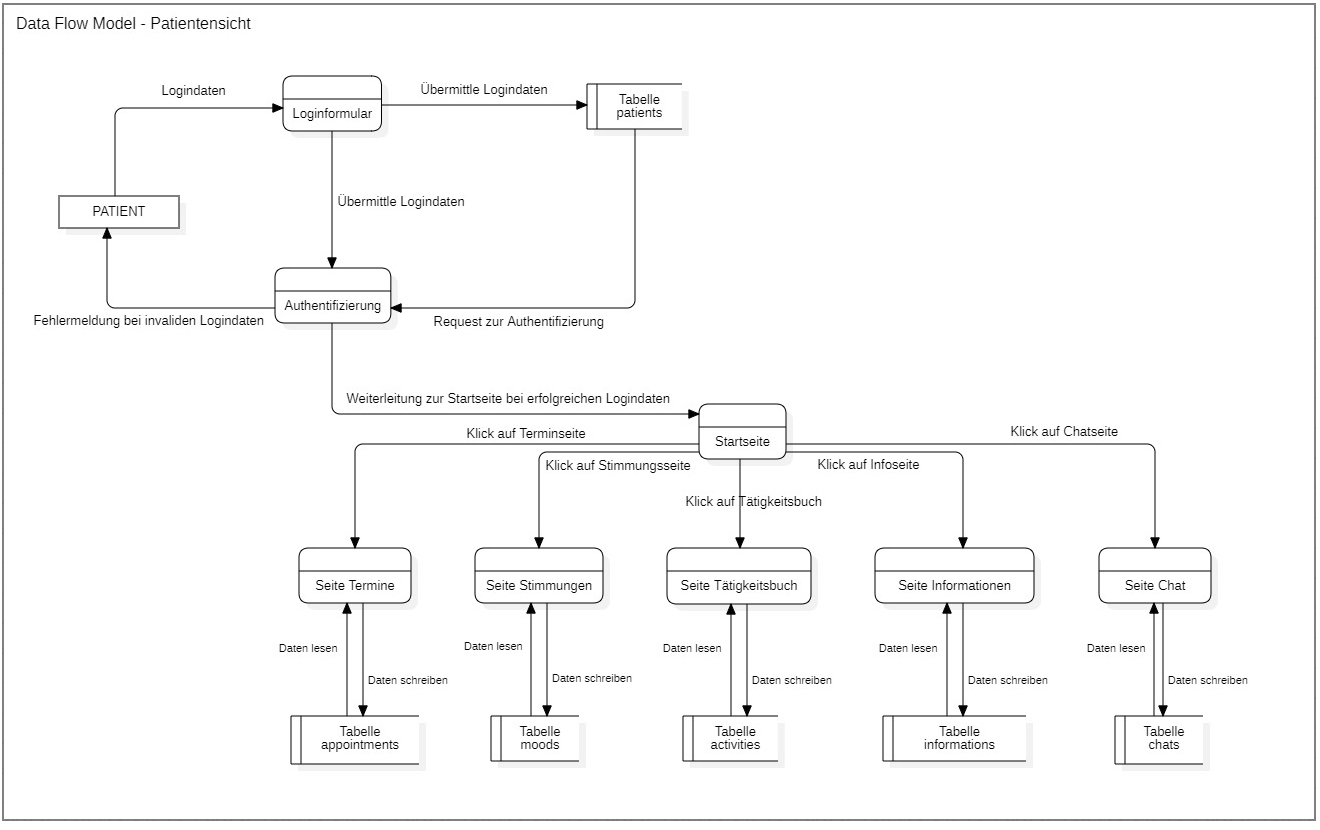 Data Flow Model - Patientensicht
Logindaten
Übermittle Logindaten
Loginformular
Tabelle
patients
Übermittle Logindaten
PATIENT
Authentifizierung
Fehlermeldung bei invaliden Logindaten
Request zur Authentifizierung
Weiterleitung zur Startseite bei erfolgreichen Logindaten
Startseite
Klick auf Terminseite
Klick auf Chatseite
Klick auf Stimmungsseite
Klick auf Infoseite
Klick auf Tätigkeitsbuch
Seite Termine
Seite Stimmungen
Seite Tätigkeitsbuch
Seite Informationen
Seite Chat
Daten lesen
Daten schreiben
Daten lesen
Daten schreiben
Daten lesen
Daten schreiben
Daten lesen
Daten schreiben
Daten lesen
Daten schreiben
Tabelle
appointments
Tabelle
moods
Tabelle
activities
Tabelle
informations
Tabelle
chats